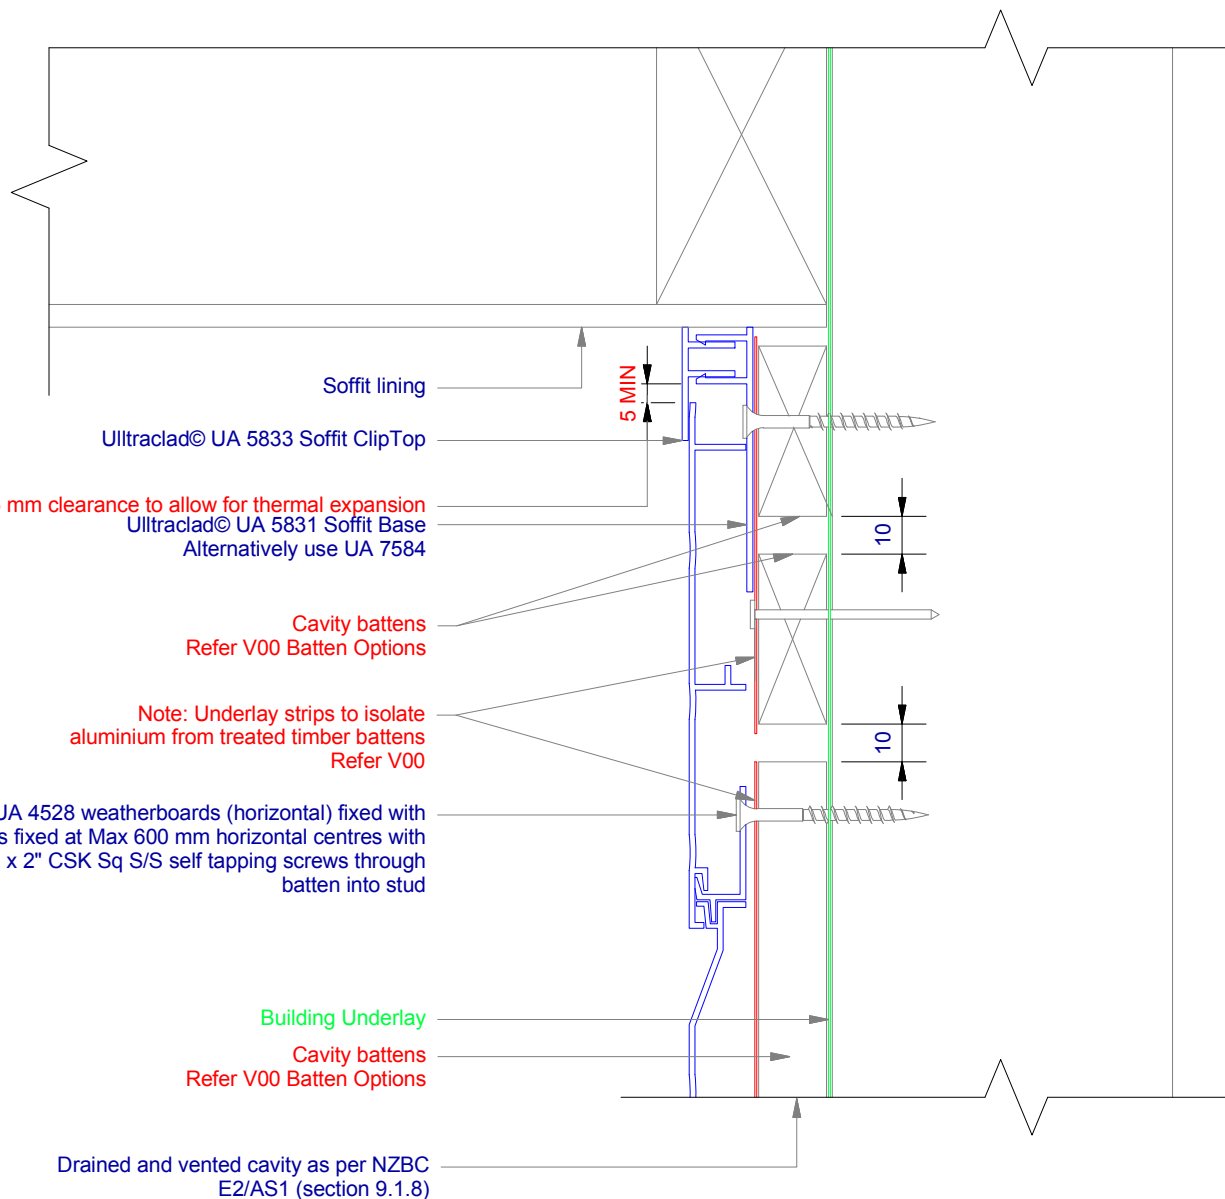 Soffit lining
5 MIN
Ulltraclad© UA 5833 Soffit ClipTop
mm clearance to allow for thermal expansion
Ulltraclad© UA 5831 Soffit Base
Alternatively use UA 7584
10
Cavity battens
Refer V00 Batten Options
Note: Underlay strips to isolate
aluminium from treated timber battens
Refer V00
10
UA 4528 weatherboards (horizontal) fixed with
s fixed at Max 600 mm horizontal centres with
x 2" CSK Sq S/S self tapping screws through
batten into stud
Building Underlay
Cavity battens
Refer V00 Batten Options
Drained and vented cavity as per NZBC
E2/AS1 (section 9.1.8)